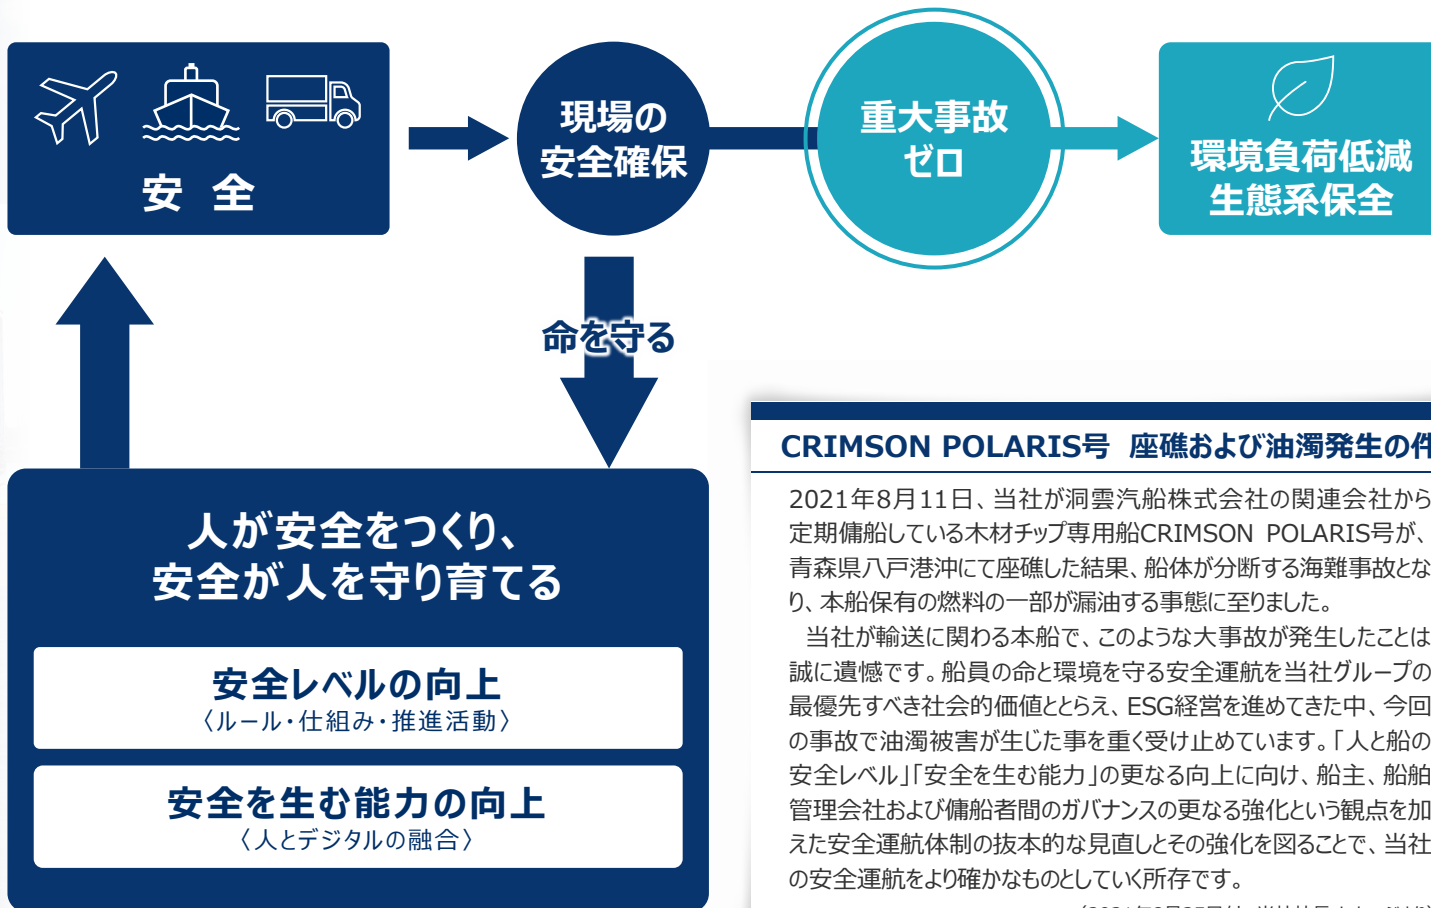 安 全
現場の
安全確保
重大事故
ゼロ
環境負荷低減
生態系保全
命を守る
人が安全をつくり、
安全が人を守り育てる
安全レベルの向上
〈ルール・仕組み・推進活動〉
安全を生む能力の向上
〈人とデジタルの融合〉
CRIMSON POLARIS号 座礁および油濁発生の件
2021年8月11日、当社が洞雲汽船株式会社の関連会社から
定期傭船している木材チップ専用船CRIMSON POLARIS号が、
青森県八戸港沖にて座礁した結果、船体が分断する海難事故とな
り、本船保有の燃料の一部が漏油する事態に至りました。
当社が輸送に関わる本船で、このような大事故が発生したことは
誠に遺憾です。船員の命と環境を守る安全運航を当社グループの
最優先すべき社会的価値ととらえ、ESG経営を進めてきた中、今回
の事故で油濁被害が生じた事を重く受け止めています。「人と船の
安全レベル」「安全を生む能力」の更なる向上に向け、船主、船舶
管理会社および傭船者間のガバナンスの更なる強化という観点を加
えた安全運航体制の抜本的な見直しとその強化を図ることで、当社
の安全運航をより確かなものとしていく所存です。